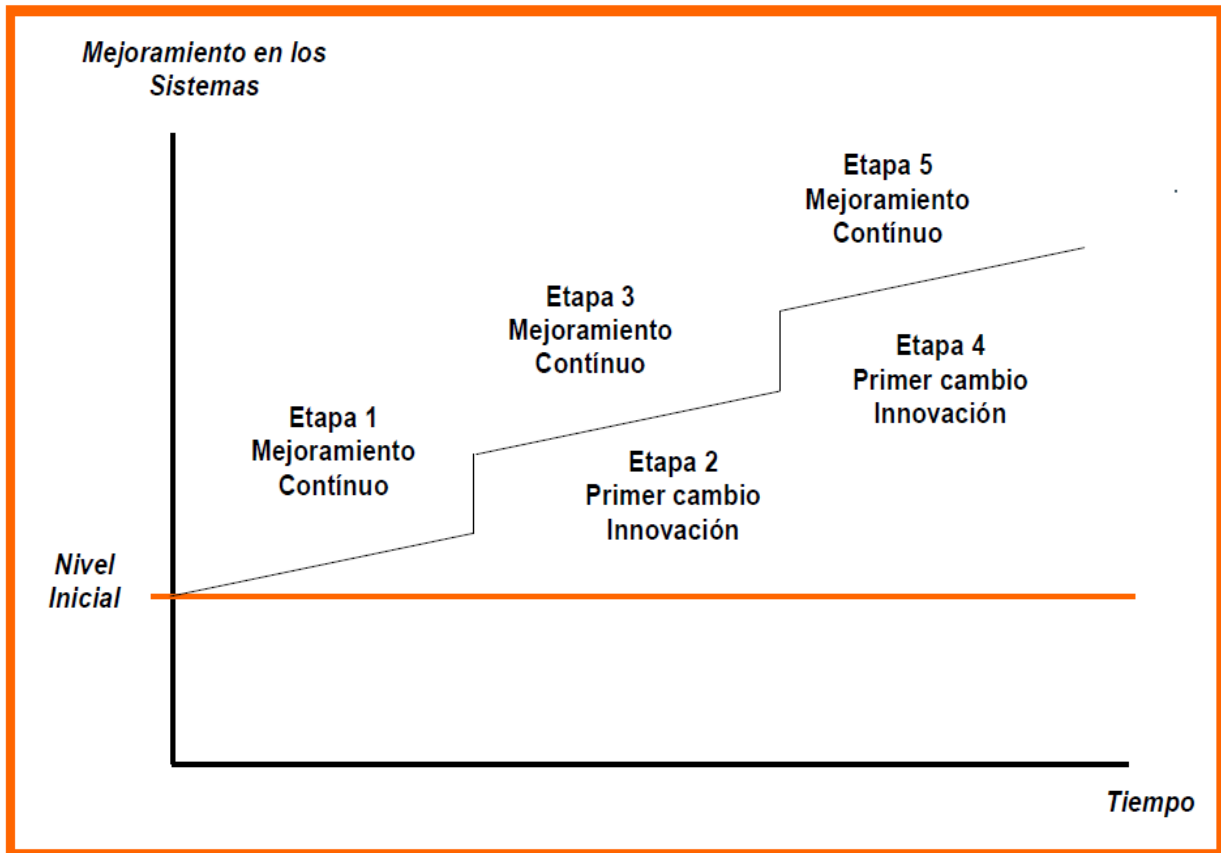 Mejoramiento en los
Sistemas
Etapa 5
Mejoramiento
Contínuo
Etapa 3
Mejoramiento
Contínuo
Etapa 4
Primer cambio
Innovación
Etapa 1
Mejoramiento
Contínuo
Etapa 2
Primer cambio
Innovación
Nivel
Inicial
Tiempo